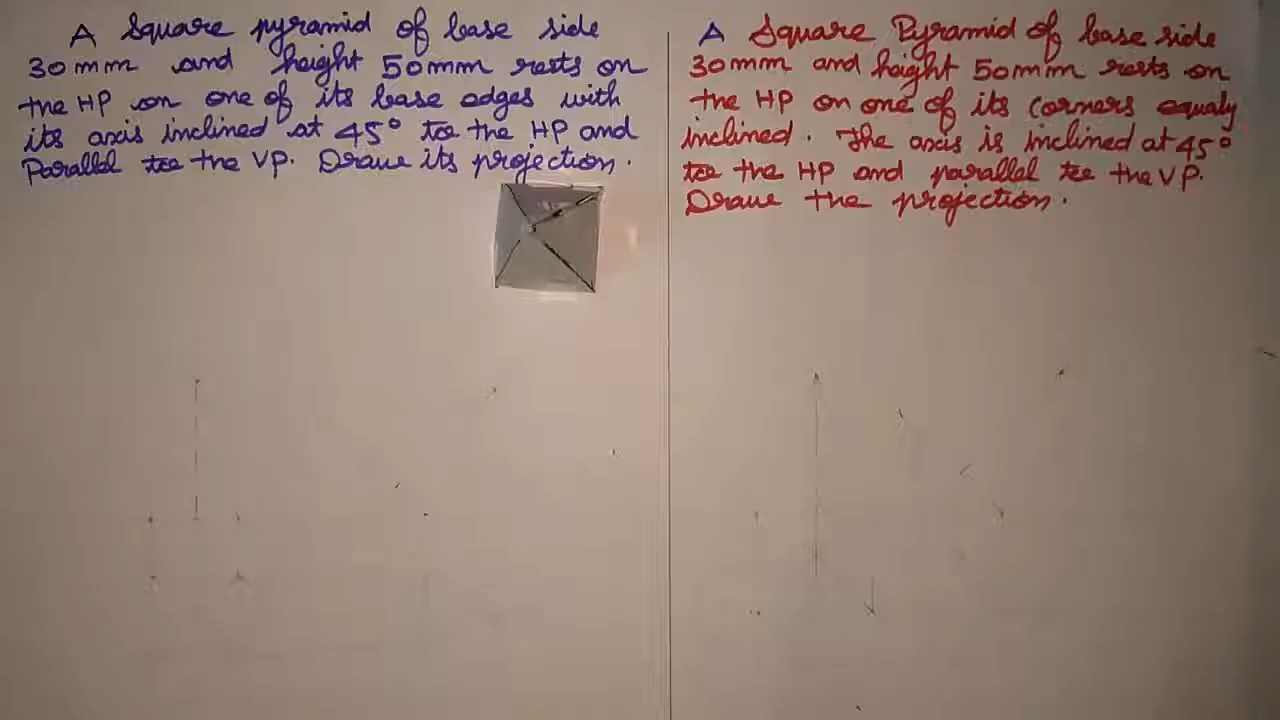 A Square pyramid of base side
30mm and height 50mm rests on
the HP on one of its base edges with
its axis inclined at 45° to the HP and
Parallel to the VP. Draw its projection.
A Square Pyramid of base side
30mm and height 50mm rests on
the HP on one of its corners equaly
inclined. The axis is inclined at 45°
to the HP and parallel to the VP.
Draw the projection.